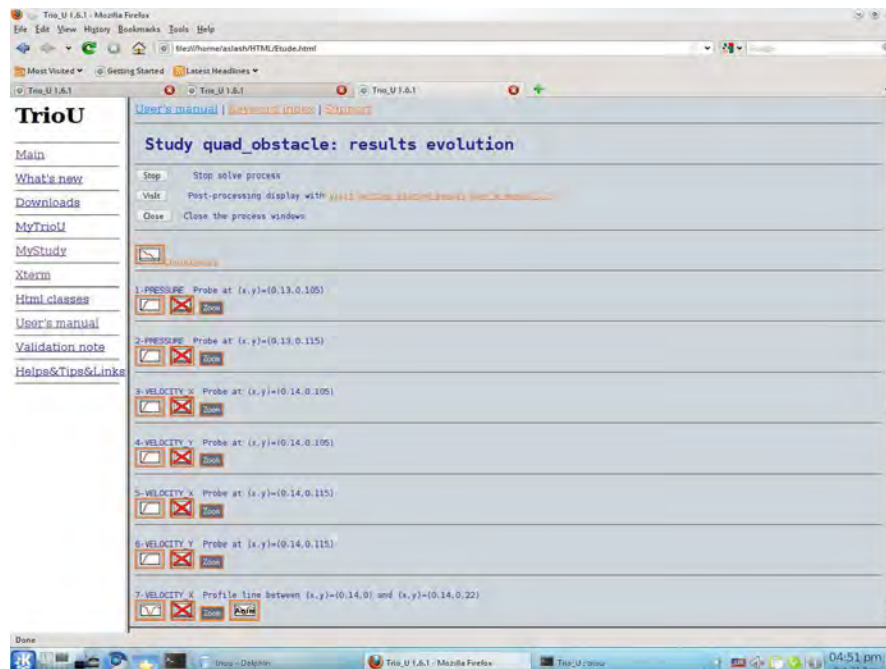 Trio_U 1.6.1 - Mozilla Firefox
File Edit View History Bookmarks Tools Help
file:///home/aslash/HTML/Etude.html
Most Visited Getting Started Latest Headlines
Trio_U 1.6.1 Trio_U 1.6.1 Trio_U 1.6.1
TrioU
Main
What's new
Downloads
MyTrioU
MyStudy
Xterm
Html classes
User's manual
Validation note
Helps&Tips&Links
User's manual | Keyword index | Support
Study quad_obstacle: results evolution
Stop Stop solve process
Visit Post-processing display with
Close Close the process windows
1-PRESSURE Probe at (x,y)=(0.13,0.105)
Zoom
2-PRESSURE Probe at (x,y)=(0.13,0.115)
Zoom
3-VELOCITY_X Probe at (x,y)=(0.14,0.105)
Zoom
4-VELOCITY_Y Probe at (x,y)=(0.14,0.105)
Zoom
5-VELOCITY_X Probe at (x,y)=(0.14,0.115)
Zoom
6-VELOCITY_Y Probe at (x,y)=(0.14,0.115)
Zoom
7-VELOCITY_X Profile line between (x,y)=(0.14,0) and (x,y)=(0.14,0.22)
Zoom Anim
Done
Dolphin Trio_U 1.6.1 - Mozilla Firefox 04:51 pm